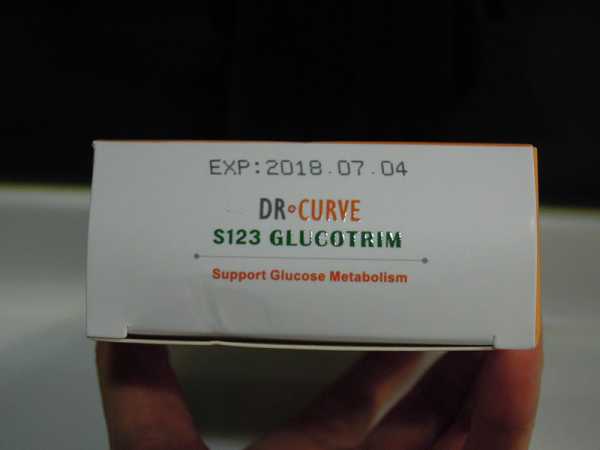 EXP:2018.07.04
DR CURVE
S123 GLUCOTRIM
Support Glucose Metabolism